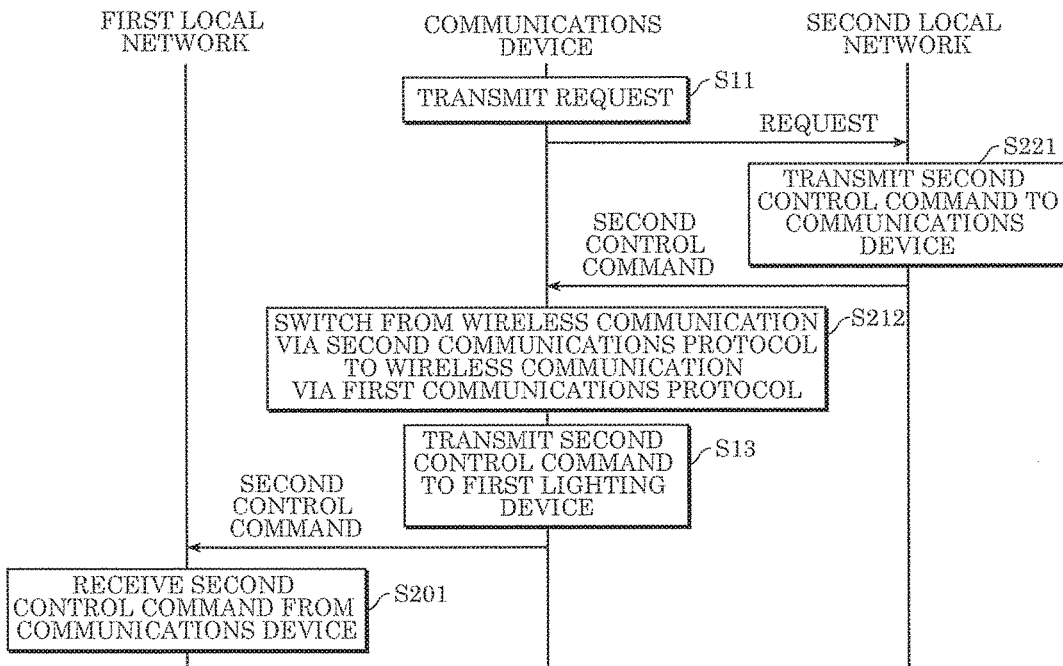 FIRST LOCAL
NETWORK
COMMUNICATIONS
DEVICE
SECOND LOCAL
NETWORK
TRANSMIT REQUEST
S11
REQUEST
S221
TRANSMIT SECOND
CONTROL COMMAND TO
COMMUNICATIONS
DEVICE
SECOND
CONTROL
COMMAND
SWITCH FROM WIRELESS COMMUNICATION
VIA SECOND COMMUNICATIONS PROTOCOL
TO WIRELESS COMMUNICATION
VIA FIRST COMMUNICATIONS PROTOCOL
S212
TRANSMIT SECOND
CONTROL COMMAND
TO FIRST LIGHTING
DEVICE
S13
SECOND
CONTROL
COMMAND
RECEIVE SECOND
CONTROL COMMAND FROM
COMMUNICATIONS DEVICE
S201